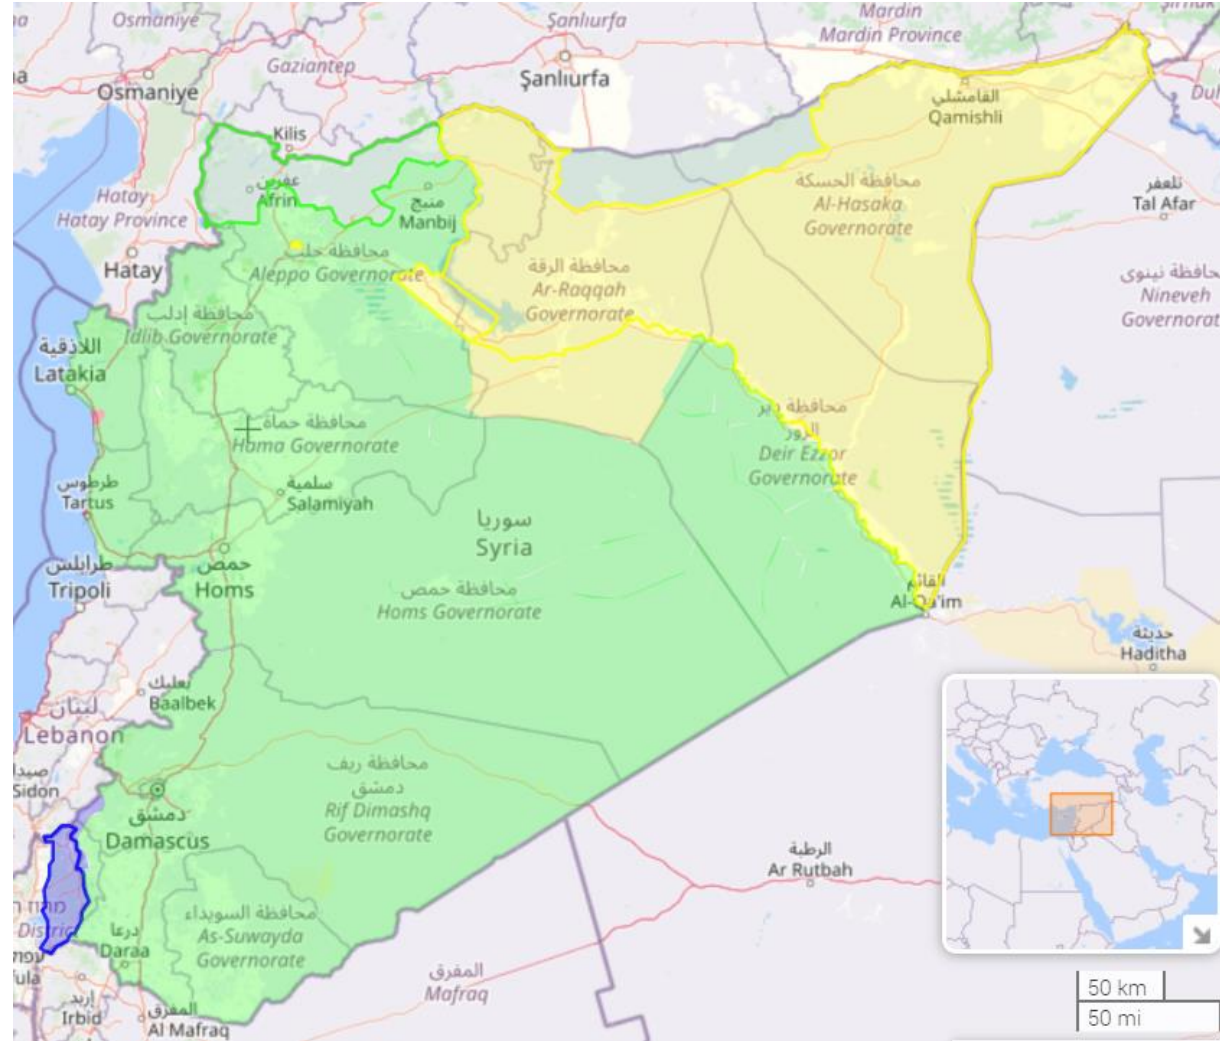 Osmaniye
Şanlıurfa
Mardin
Mardin Province
Gaziantep
Osmaniye
Şanlıurfa
القامشلي
Qamishli
Kilis
Hatay
Hatay Province
عفرين
Afrin
منبج
Manbij
محافظة الحسكة
Al-Hasaka
Governorate
تلعفر
Tal Afar
Hatay
محافظة حلب
Aleppo Governorate
محافظة الرقة
Ar-Raqqah
Governorate
Nineveh
محافظة إدلب
Idlib Governorate
اللاذقية
Latakia
محافظة دير
الزور
Deir Ezzor
Governorate
محافظة حماة
Hama Governorate
طرطوس
Tartus
سلمية
Salamiyah
سوريا
Syria
طرابلس
Tripoli
حمص
Homs
محافظة حمص
Homs Governorate
القائم
Al-Qa'im
حديثة
Haditha
بعلبك
Baalbek
لبنان
Lebanon
Sidon
محافظة ريف
دمشق
Rif Dimashq
Governorate
دمشق
Damascus
الرطبة
Ar Rutbah
محافظة السويداء
As-Suwayda
Governorate
District
درعا
Daraa
إربد
Irbid
المفرق
Al Mafraq
المفرق
Mafraq
50 km
50 mi